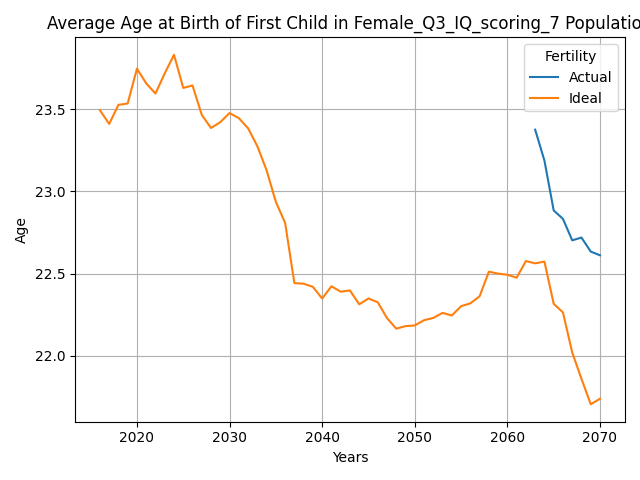 Average Age at Birth of First Child in Female_Q3_IQ_scoring_7 Populatio
Fertility
Actual
Ideal
23.5
23.0
22.5
22.0
Age
2020 2030 2040 2050 2060 2070
Years